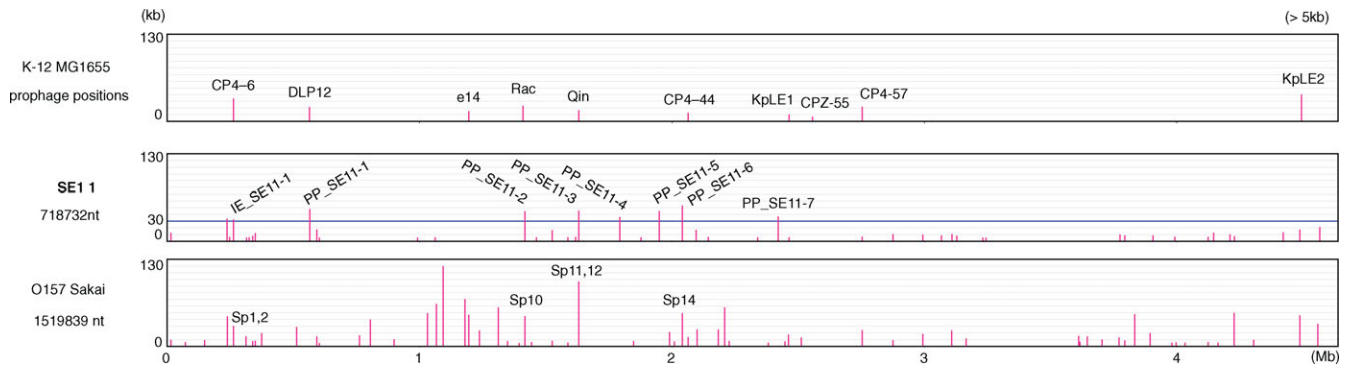 (kb) (> 5kb)
130
K-12 MG1655
prophage positions
CP4–6 DLP12 e14 Rac Qin CP4–44 KpLE1 CPZ-55 CP4-57 KpLE2
0
130
SE1 1
718732nt
IE_SE11-1 PP_SE11-1 PP_SE11-2 PP_SE11-3 PP_SE11-4 PP_SE11-5 PP_SE11-6 PP_SE11-7
30
0
130
O157 Sakai
1519839 nt
Sp1,2 Sp10 Sp11,12 Sp14
0
0 1 2 3 4 (Mb)